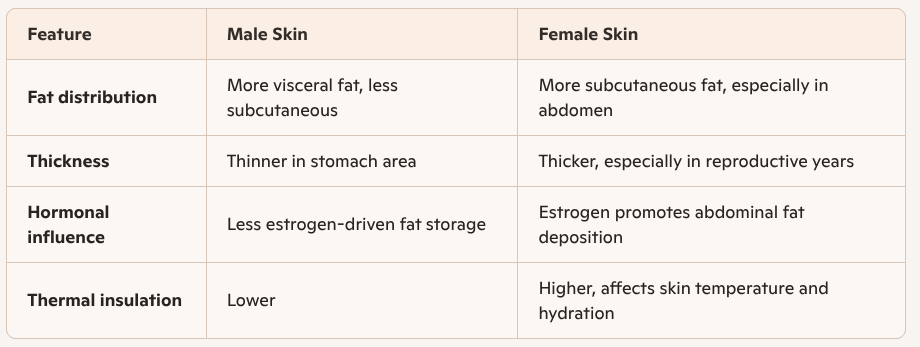 Feature
Male Skin
Female Skin
Fat distribution
More visceral fat, less
subcutaneous
More subcutaneous fat, especially in
abdomen
Thickness
Thinner in stomach area
Thicker, especially in reproductive years
Hormonal
influence
Less estrogen-driven fat storage
Estrogen promotes abdominal fat
deposition
Thermal insulation
Lower
Higher, affects skin temperature and
hydration